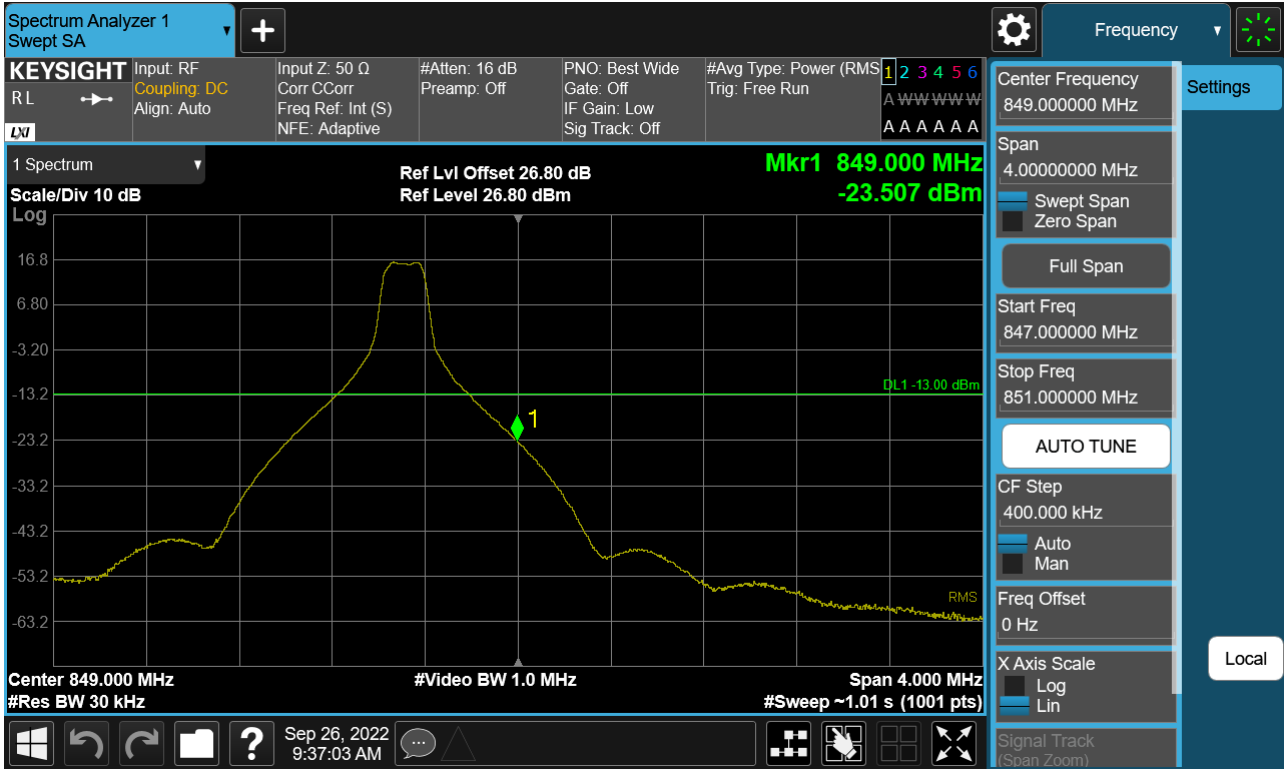 Spectrum Analyzer 1
Swept SA
Frequency
KEYSIGHT
R L
LXI
Input: RF
Coupling: DC
Align: Auto
Input Z: 50 Ω
Corr CCorr
Freq Ref: Int (S)
NFE: Adaptive
#Atten: 16 dB
Preamp: Off
PNO: Best Wide
Gate: Off
IF Gain: Low
Sig Track: Off
#Avg Type: Power (RMS
Trig: Free Run
1 2 3 4 5 6
A W W W W W
A A A A A A
1 Spectrum
Scale/Div 10 dB
Log
Ref Lvl Offset 26.80 dB
Ref Level 26.80 dBm
Mkr1 849.000 MHz
-23.507 dBm
16.8
6.80
-3.20
-13.2
-23.2
-33.2
-43.2
-53.2
-63.2
DL1 -13.00 dBm
1
RMS
Center 849.000 MHz
#Video BW 1.0 MHz
Span 4.000 MHz
#Res BW 30 kHz
#Sweep ~1.01 s (1001 pts)
Center Frequency
849.000000 MHz
Settings
Span
4.00000000 MHz
Swept Span
Zero Span
Full Span
Start Freq
847.000000 MHz
Stop Freq
851.000000 MHz
AUTO TUNE
CF Step
400.000 kHz
Auto
Man
Freq Offset
0 Hz
X Axis Scale
Log
Lin
Signal Track
(Span Zoom)
Local
?
Sep 26, 2022
9:37:03 AM